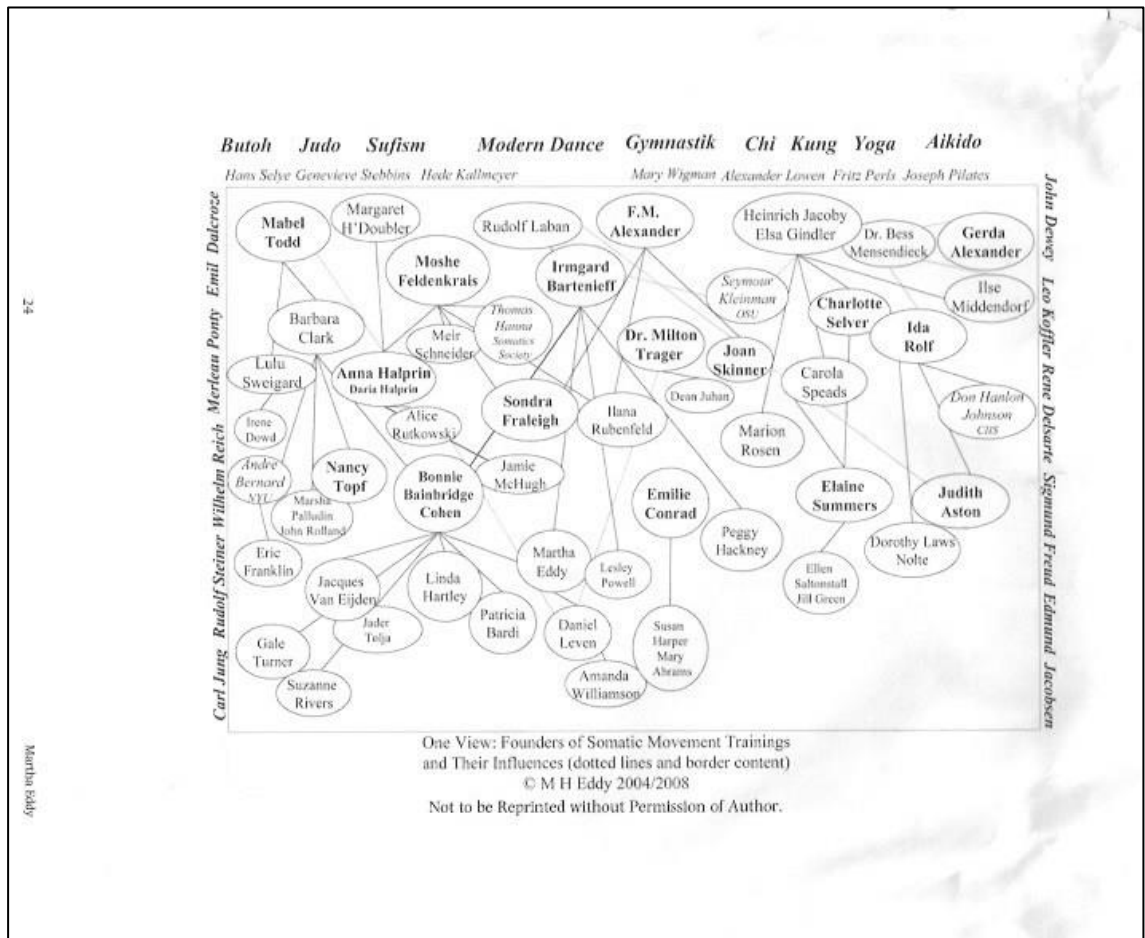 Butoh Judo Sufism Modern Dance Gymnastik Chi Kung Yoga Aikido
Hans Selye Genevieve Stebbins Hede Kallmeyer Mary Wigman Alexander Lowen Fritz Perls Joseph Pilates
Carl Jung Rudolf Steiner Wilhelm Reich Merleau Ponty Emil Dalcroze
John Dewey Leo Koffler Rene Delsarte Sigmund Freud Edmund Jacobsen
24
Martha Eddy
Mabel
Todd
Margaret
H'Doubler
Rudolf Laban
F.M.
Alexander
Heinrich Jacoby
Elsa Gindler
Dr. Bess
Mensendieck
Gerda
Alexander
Moshe
Feldenkrais
Irmgard
Bartenieff
Seymour
Kleinman
OSU
Charlotte
Selver
Ilse
Middendorf
Barbara
Clark
Meir
Schneider
Thomas
Hanna
Somatics
Society
Dr. Milton
Trager
Joan
Skinner
Ida
Rolf
Lulu
Sweigard
Anna Halprin
Daria Halprin
Sondra
Fraleigh
Ilana
Rubenfeld
Dean Juhan
Carola
Speads
Don Hanlon
Johnson
CIIS
Irene
Dowd
Alice
Rutkowski
Marion
Rosen
Andre
Bernard
NYU
Nancy
Topf
Bonnie
Bainbridge
Cohen
Jamie
McHugh
Emilie
Conrad
Elaine
Summers
Judith
Aston
Marsha
Palludin
John Rolland
Peggy
Hackney
Dorothy Laws
Nolte
Eric
Franklin
Jacques
Van Eijden
Linda
Hartley
Martha
Eddy
Lesley
Powell
Ellen
Saltonstall
Jill Green
Jader
Tolja
Patricia
Bardi
Daniel
Leven
Susan
Harper
Mary
Abrams
Gale
Turner
Suzanne
Rivers
Amanda
Williamson
One View: Founders of Somatic Movement Trainings
and Their Influences (dotted lines and border content)
© M H Eddy 2004/2008
Not to be Reprinted without Permission of Author.